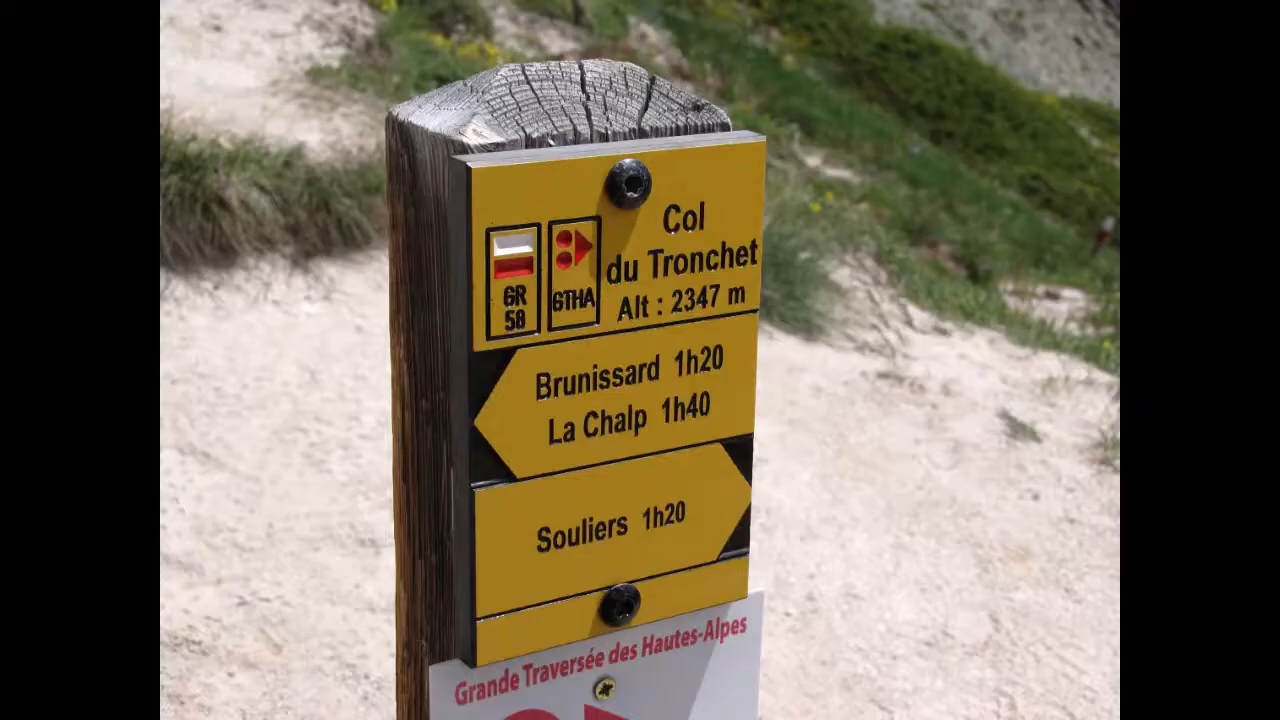 Col
du Tronchet
Alt : 2347 m
GR
58
GTHA
Brunissard 1h20
La Chalp 1h40
Souliers 1h20
Grande Traversée des Hautes-Alpes